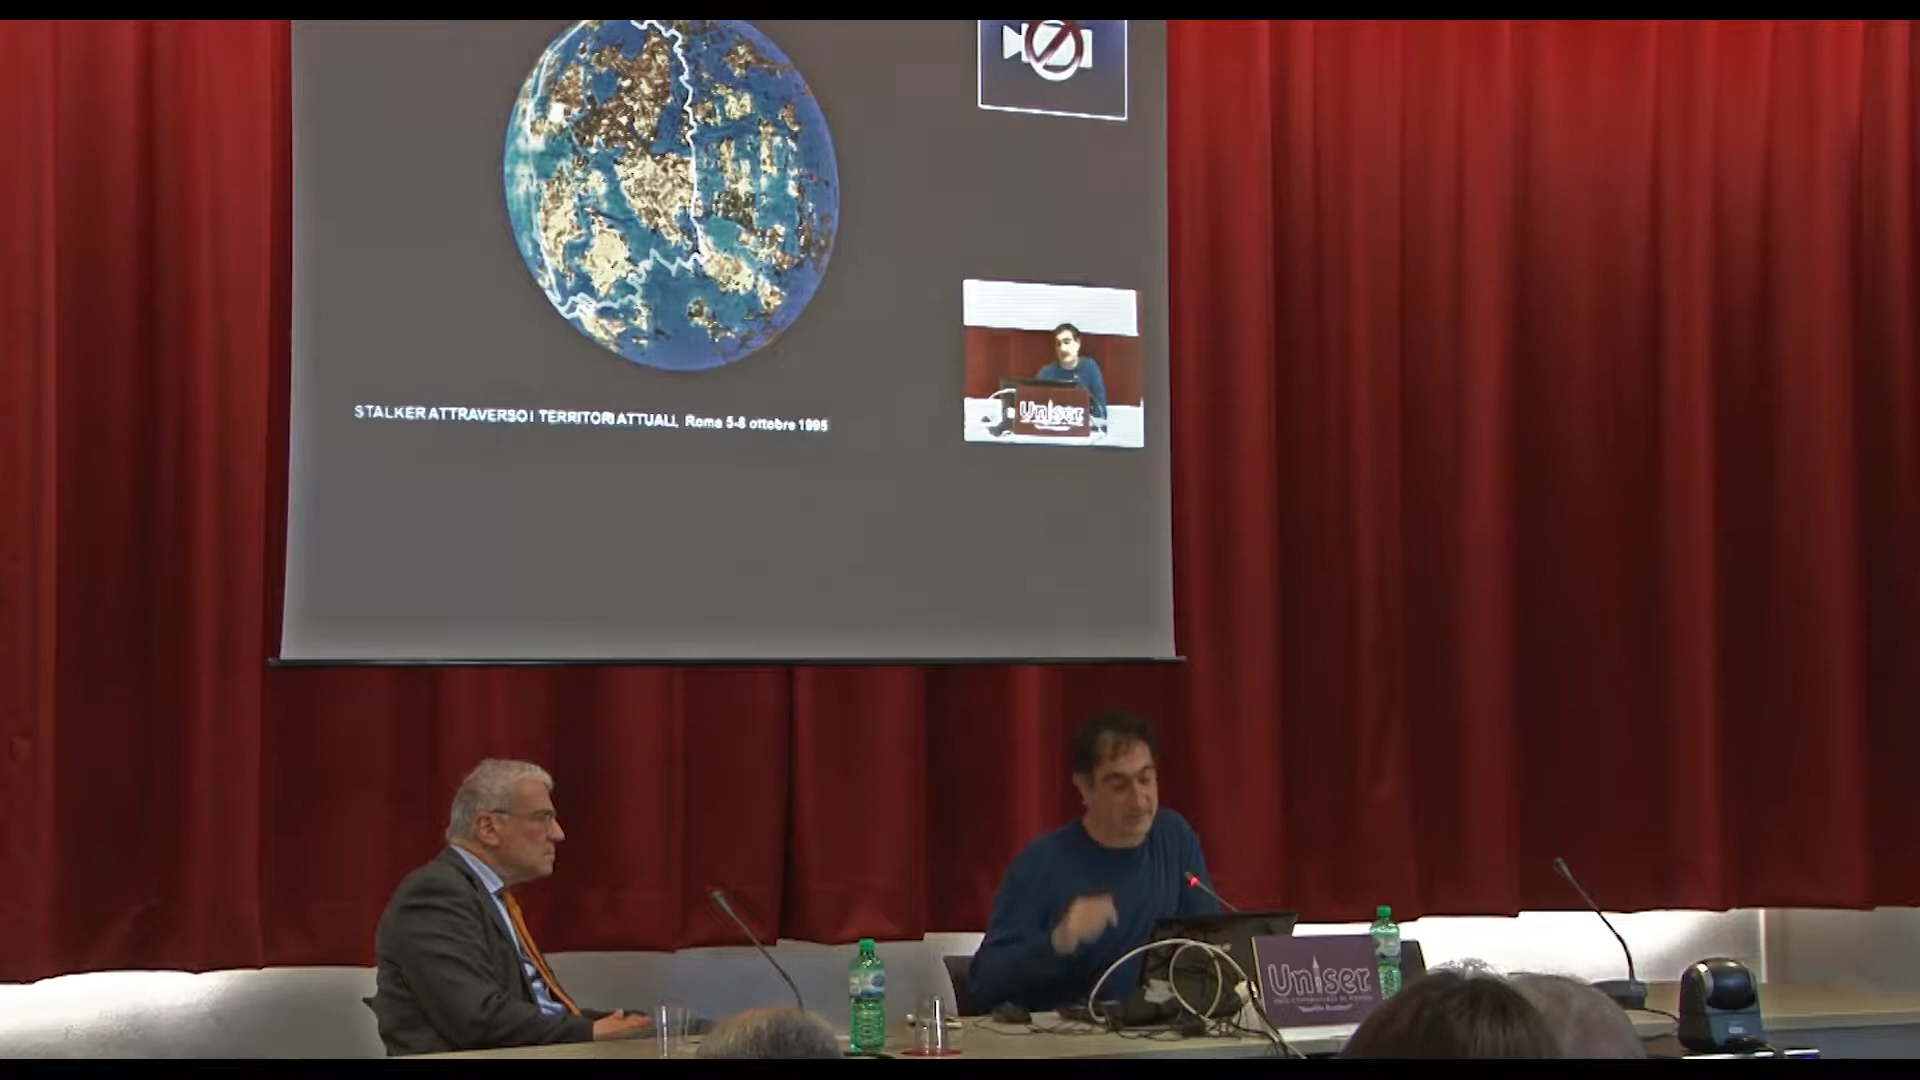 STALKER ATTRAVERSO I TERRITORI ATTUALI, Roma 5-8 ottobre 1995
Uniser
Uniser